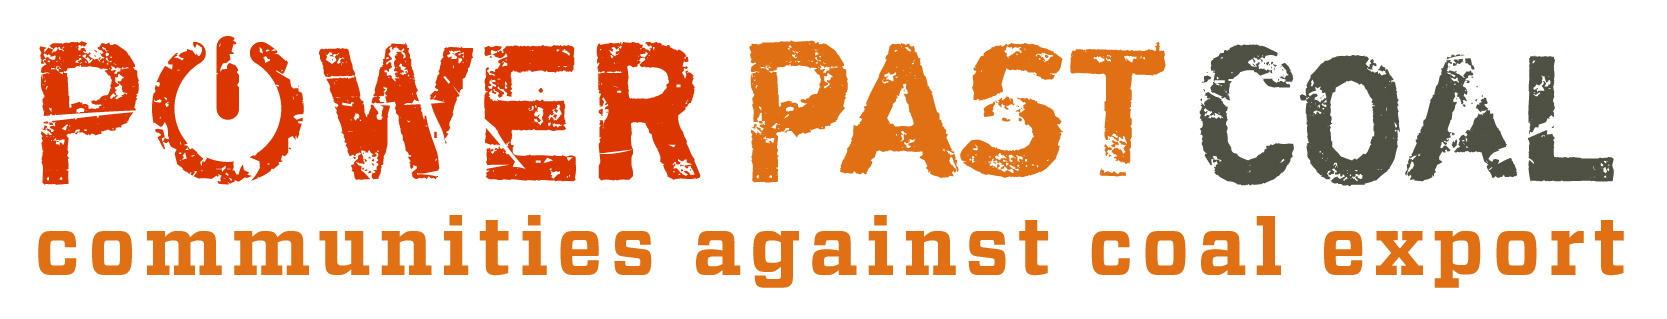 POWER PAST COAL
communities against coal export